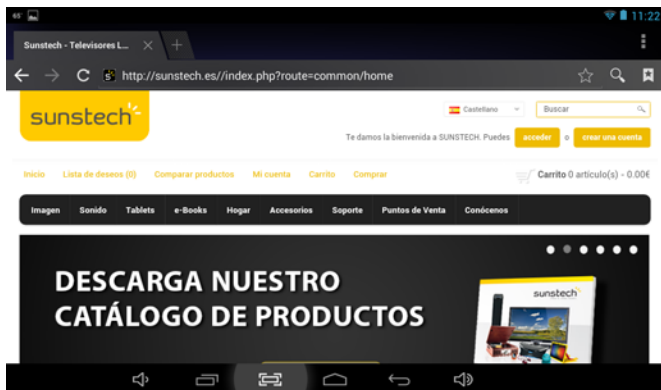 65° 11:22
Sunstech - Televisores L...
http://sunstech.es//index.php?route=common/home
sunstech
Castellano
Buscar
Te damos la bienvenida a SUNSTECH. Puedes acceder o crear una cuenta
Inicio Lista de deseos (0) Comparar productos Mi cuenta Carrito Comprar
Carrito 0 artículo(s) - 0.00€
Imagen Sonido Tablets e-Books Hogar Accesorios Soporte Puntos de Venta Conócenos
DESCARGA NUESTRO
CATÁLOGO DE PRODUCTOS
sunstech